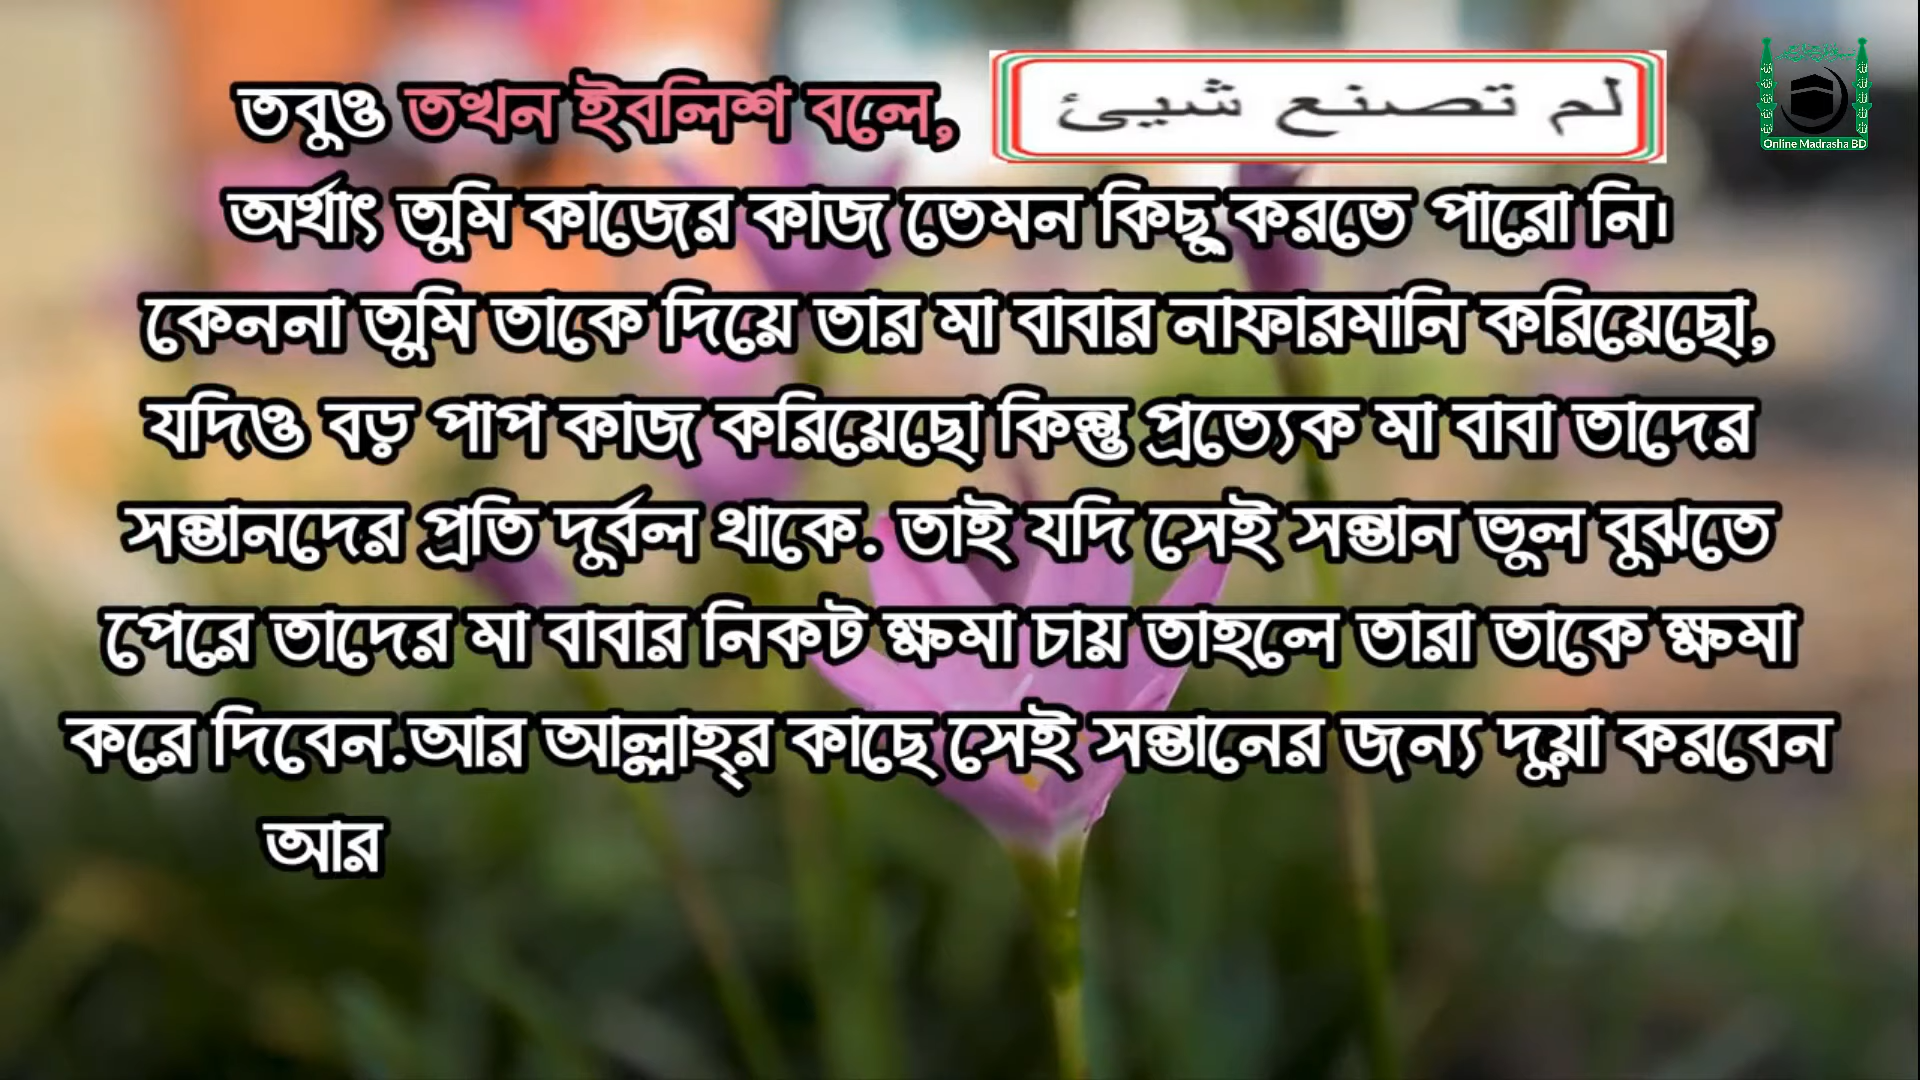 তবুও তখন ইবলিশ বলে, لم تصنع شيئ
অর্থাৎ তুমি কাজের কাজ তেমন কিছু করতে পারো নি।
কেননা তুমি তাকে দিয়ে তার মা বাবার নাফারমানি করিয়েছো,
যদিও বড় পাপ কাজ করিয়েছো কিন্তু প্রত্যেক মা বাবা তাদের
সন্তানদের প্রতি দুর্বল থাকে. তাই যদি সেই সন্তান ভুল বুঝতে
পেরে তাদের মা বাবার নিকট ক্ষমা চায় তাহলে তারা তাকে ক্ষমা
করে দিবেন.আর আল্লাহ্‌র কাছে সেই সন্তানের জন্য দুয়া করবেন
আর
Online Madrasha BD